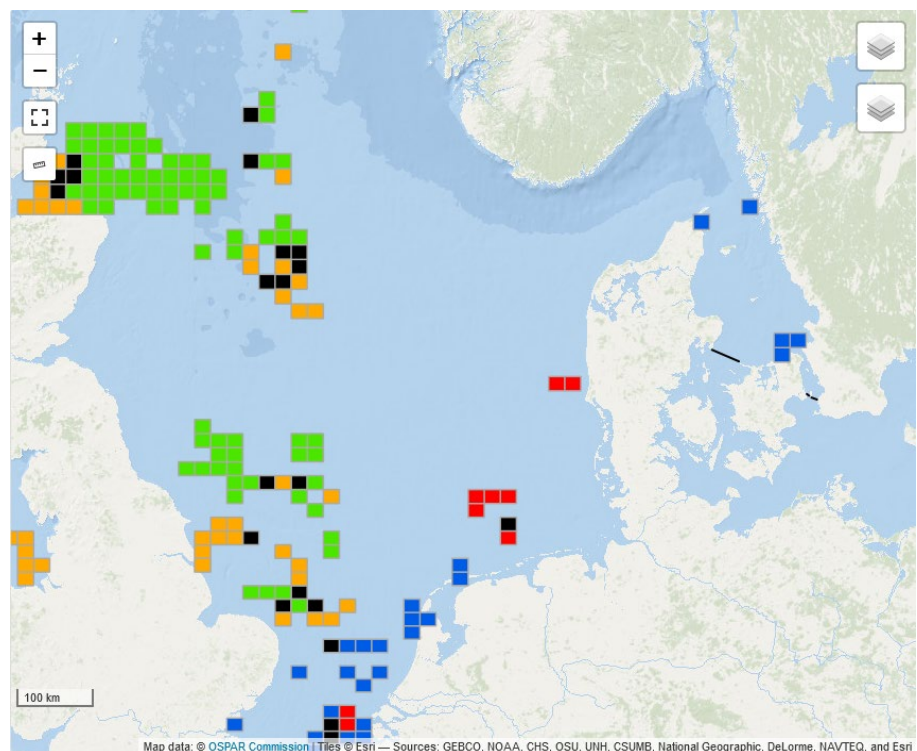 +
−
100 km
Map data: © OSPAR Commission | Tiles © Esri — Sources: GEBCO, NOAA, CHS, OSU, UNH, CSUMB, National Geographic, DeLorme, NAVTEQ, and Esri